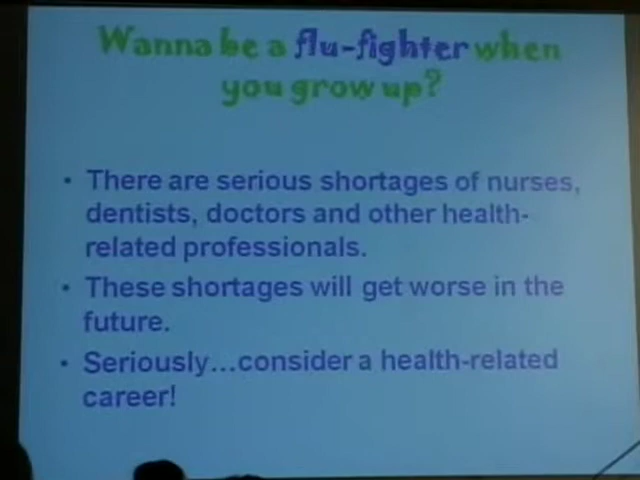 Wanna be a flu-fighter when
you grow up?
• There are serious shortages of nurses,
dentists, doctors and other health-
related professionals.
• These shortages will get worse in the
future.
• Seriously...consider a health-related
career!